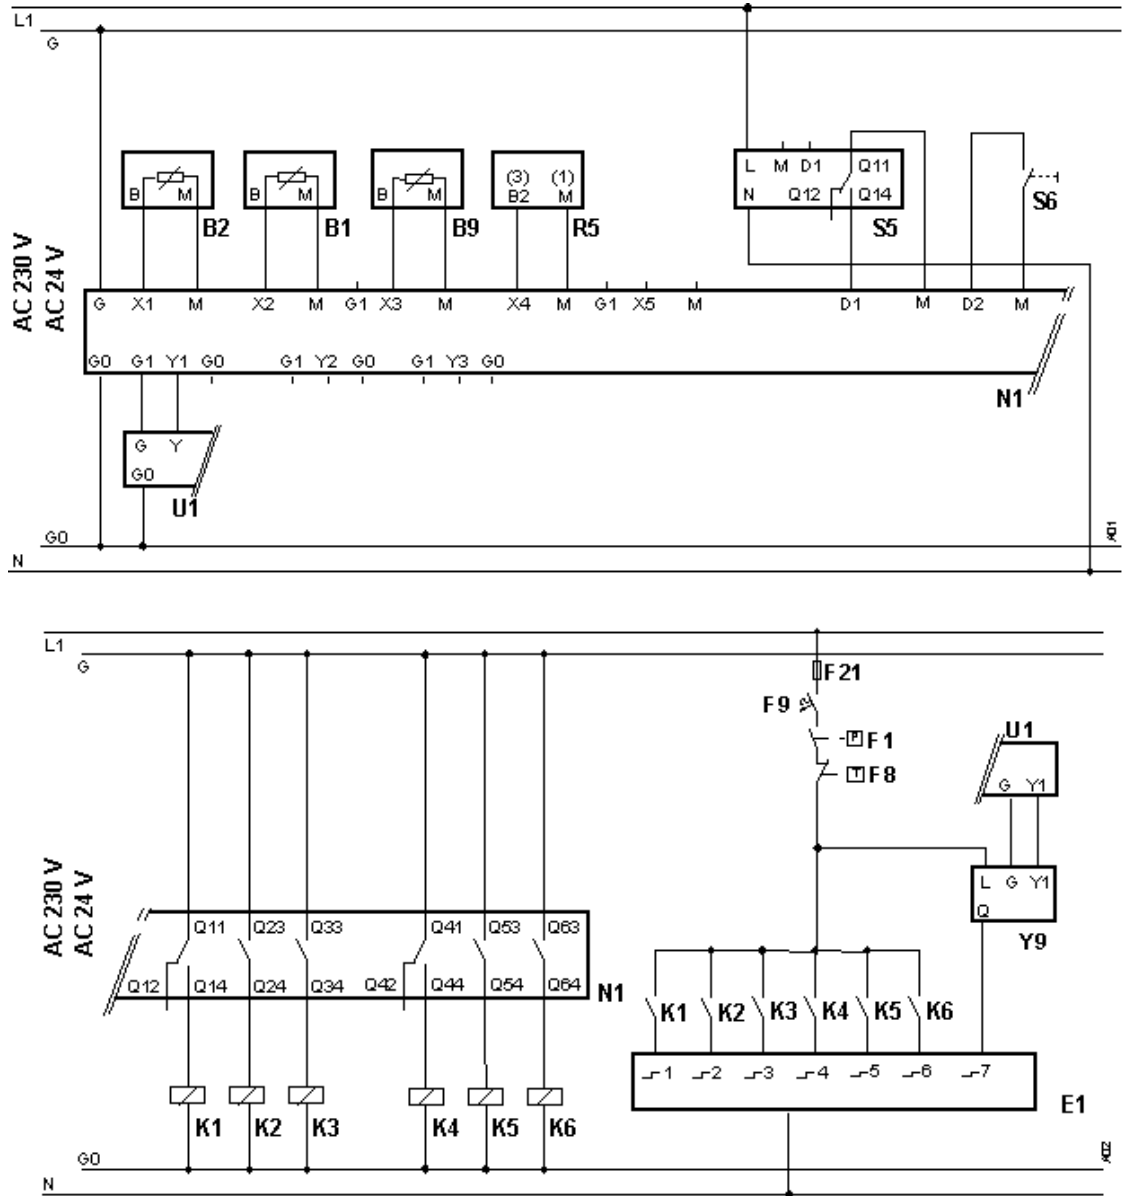 L1
G
AC 230 V
AC 24 V
B M
B2
B M
B1
B M
B9
(3) (1)
B2 M
R5
L M D1 Q11
N Q12 Q14
S5
S6
G X1 M X2 M G1 X3 M X4 M G1 X5 M D1 M D2 M
G0 G1 Y1 G0 G1 Y2 G0 G1 Y3 G0
N1
G Y
G0
U1
G0
N
L1
G
F21
F9
P F1
T F8
U1
G Y1
L G Y1
Q
Y9
AC 230 V
AC 24 V
Q11 Q23 Q33 Q41 Q53 Q63
Q12 Q14 Q24 Q34 Q42 Q44 Q54 Q64
N1
K1 K2 K3 K4 K5 K6
1 2 3 4 5 6 7
E1
K1 K2 K3 K4 K5 K6
G0
N